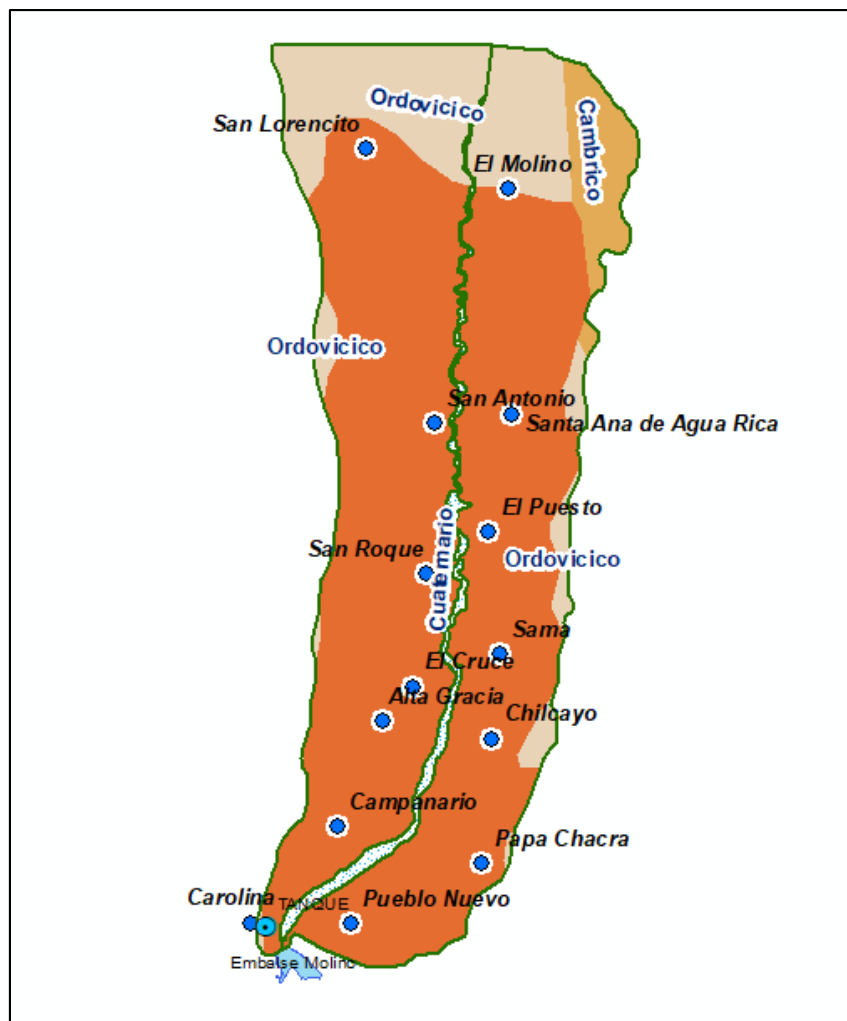 Ordovicico
San Lorencito
Cambrico
El Molino
Ordovicico
San Antonio
Santa Ana de Agua Rica
El Puesto
Cuaternario
San Roque
Ordovicico
Sama
El Cruce
Alta Gracia
Chilcayo
Campanario
Papa Chacra
Carolina
TANQUE
Pueblo Nuevo
Embalse Molino